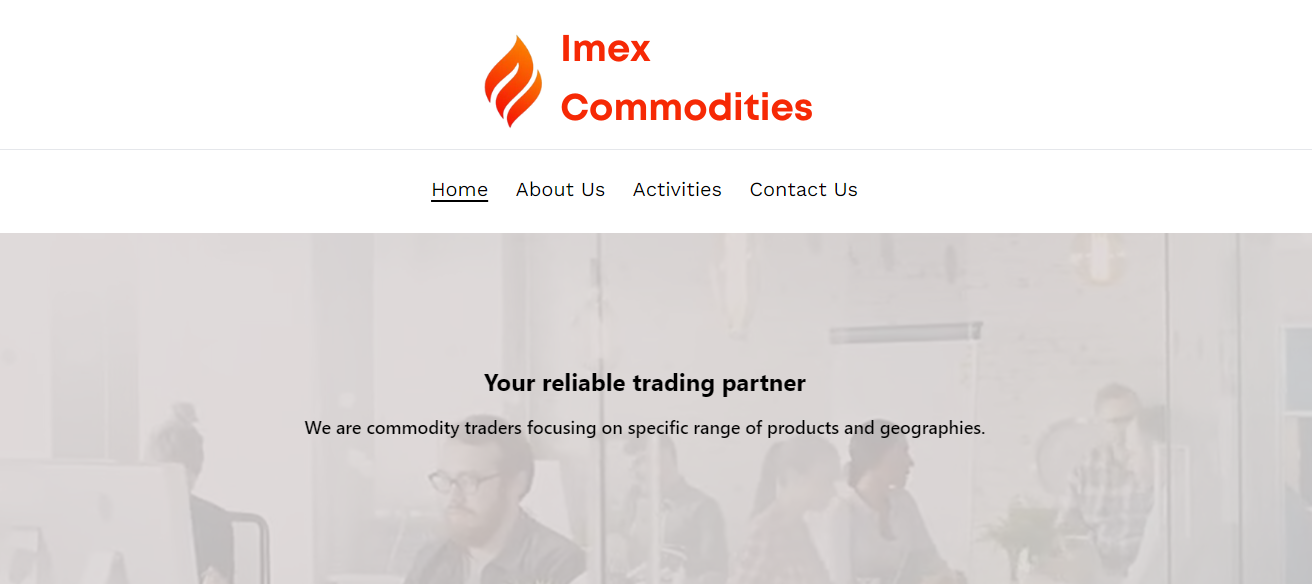 Imex
Commodities
Home About Us Activities Contact Us
Your reliable trading partner
We are commodity traders focusing on specific range of products and geographies.